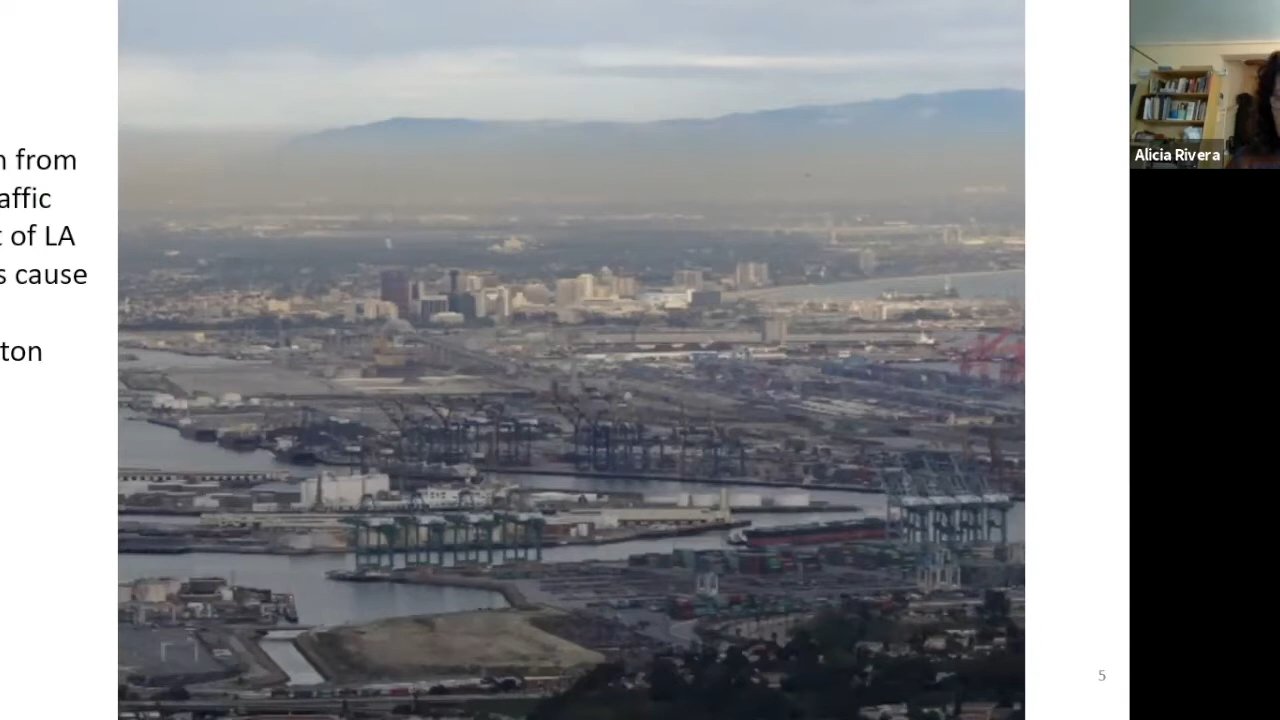 n from
affic
t of LA
s cause
ton
Alicia Rivera
5